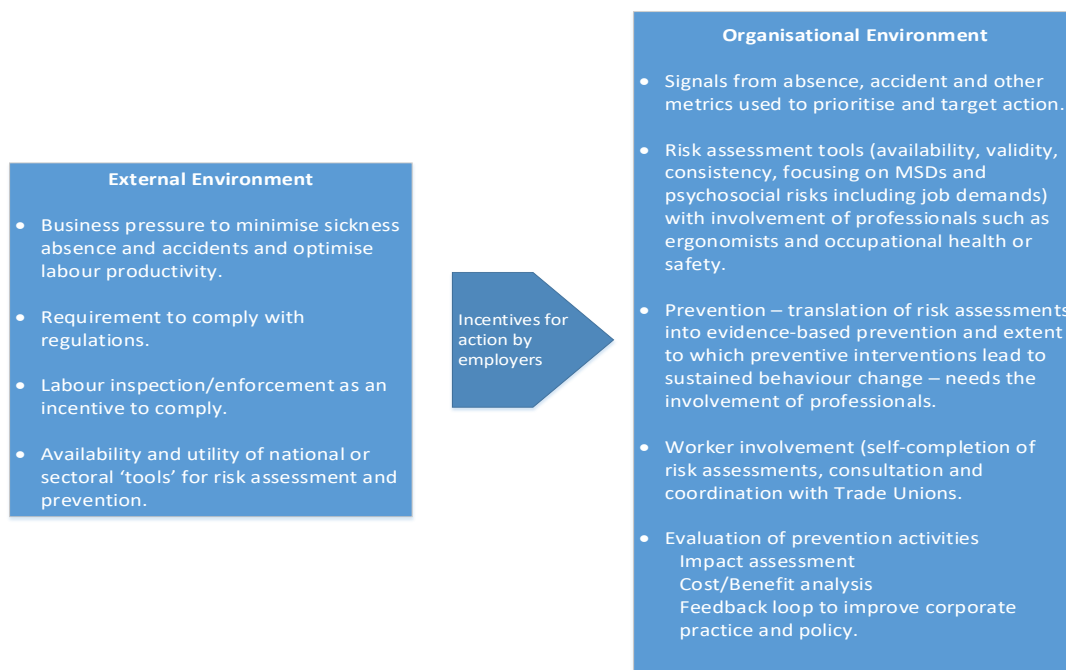 External Environment
• Business pressure to minimise sickness
absence and accidents and optimise
labour productivity.
• Requirement to comply with
regulations.
• Labour inspection/enforcement as an
incentive to comply.
• Availability and utility of national or
sectoral ‘tools’ for risk assessment and
prevention.
Incentives for
action by
employers
Organisational Environment
• Signals from absence, accident and other
metrics used to prioritise and target action.
• Risk assessment tools (availability, validity,
consistency, focusing on MSDs and
psychosocial risks including job demands)
with involvement of professionals such as
ergonomists and occupational health or
safety.
• Prevention – translation of risk assessments
into evidence-based prevention and extent
to which preventive interventions lead to
sustained behaviour change – needs the
involvement of professionals.
• Worker involvement (self-completion of
risk assessments, consultation and
coordination with Trade Unions.
• Evaluation of prevention activities
Impact assessment
Cost/Benefit analysis
Feedback loop to improve corporate
practice and policy.